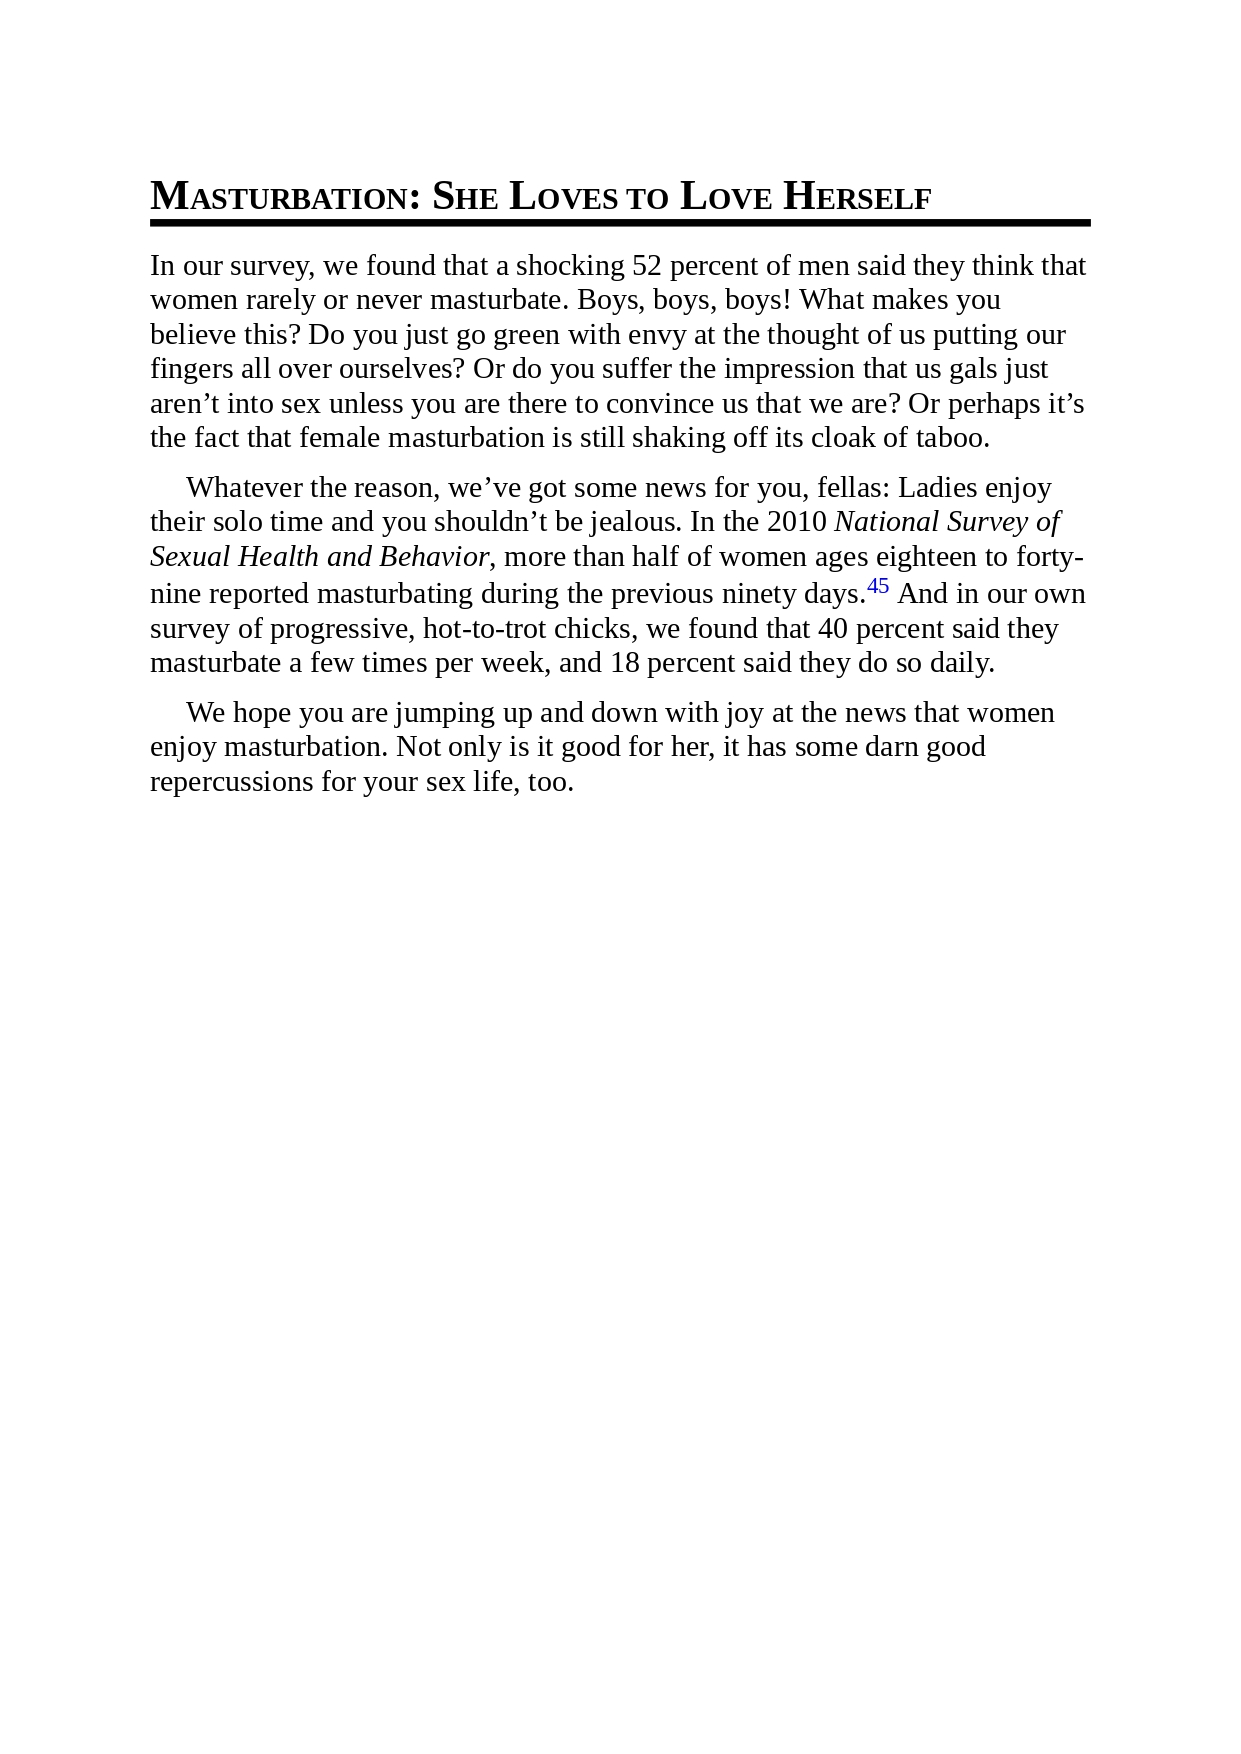 Masturbation: She Loves to Love Herself
In our survey, we found that a shocking 52 percent of men said they think that
women rarely or never masturbate. Boys, boys, boys! What makes you
believe this? Do you just go green with envy at the thought of us putting our
fingers all over ourselves? Or do you suffer the impression that us gals just
aren’t into sex unless you are there to convince us that we are? Or perhaps it’s
the fact that female masturbation is still shaking off its cloak of taboo.
Whatever the reason, we’ve got some news for you, fellas: Ladies enjoy
their solo time and you shouldn’t be jealous. In the 2010 National Survey of
Sexual Health and Behavior, more than half of women ages eighteen to forty-
nine reported masturbating during the previous ninety days.45 And in our own
survey of progressive, hot-to-trot chicks, we found that 40 percent said they
masturbate a few times per week, and 18 percent said they do so daily.
We hope you are jumping up and down with joy at the news that women
enjoy masturbation. Not only is it good for her, it has some darn good
repercussions for your sex life, too.